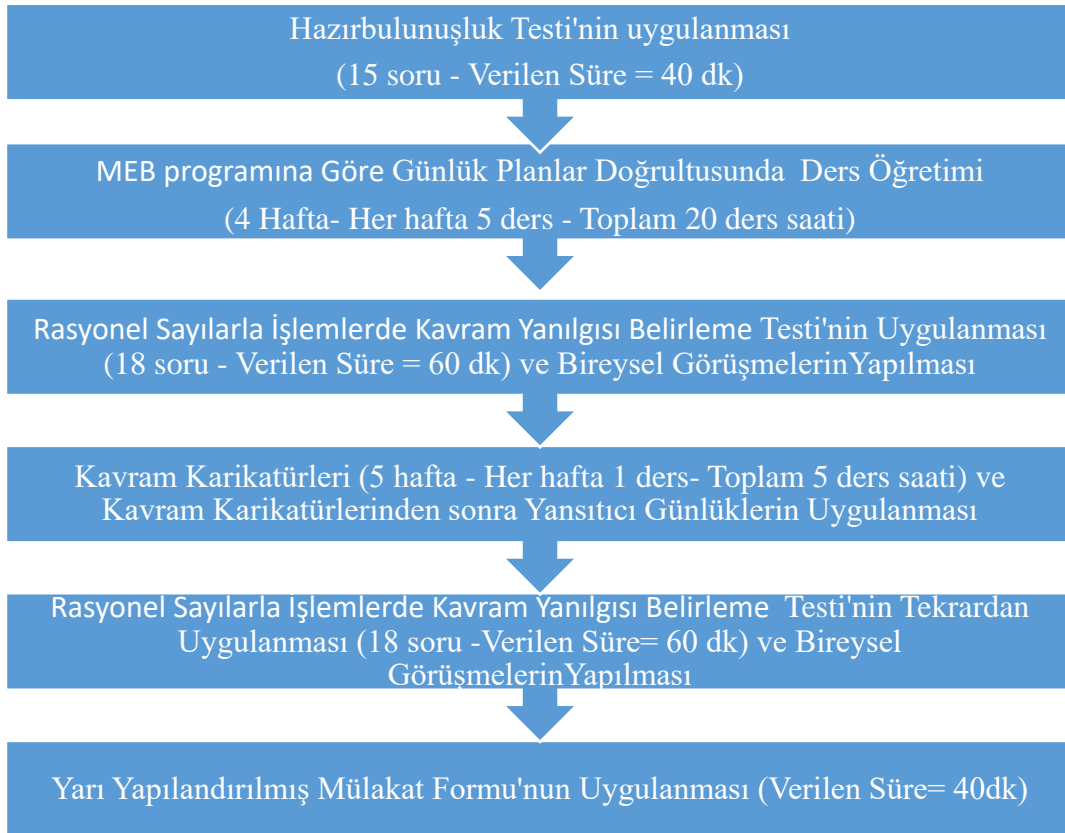 Hazırbulunuşluk Testi'nin uygulanması
(15 soru - Verilen Süre = 40 dk)
MEB programına Göre Günlük Planlar Doğrultusunda Ders Öğretimi
(4 Hafta- Her hafta 5 ders - Toplam 20 ders saati)
Rasyonel Sayılarla İşlemlerde Kavram Yanılgısı Belirleme Testi'nin Uygulanması
(18 soru - Verilen Süre = 60 dk) ve Bireysel GörüşmelerinYapılması
Kavram Karikatürleri (5 hafta - Her hafta 1 ders- Toplam 5 ders saati) ve
Kavram Karikatürlerinden sonra Yansıtıcı Günlüklerin Uygulanması
Rasyonel Sayılarla İşlemlerde Kavram Yanılgısı Belirleme Testi'nin Tekrardan
Uygulanması (18 soru -Verilen Süre= 60 dk) ve Bireysel
GörüşmelerinYapılması
Yarı Yapılandırılmış Mülakat Formu'nun Uygulanması (Verilen Süre= 40dk)